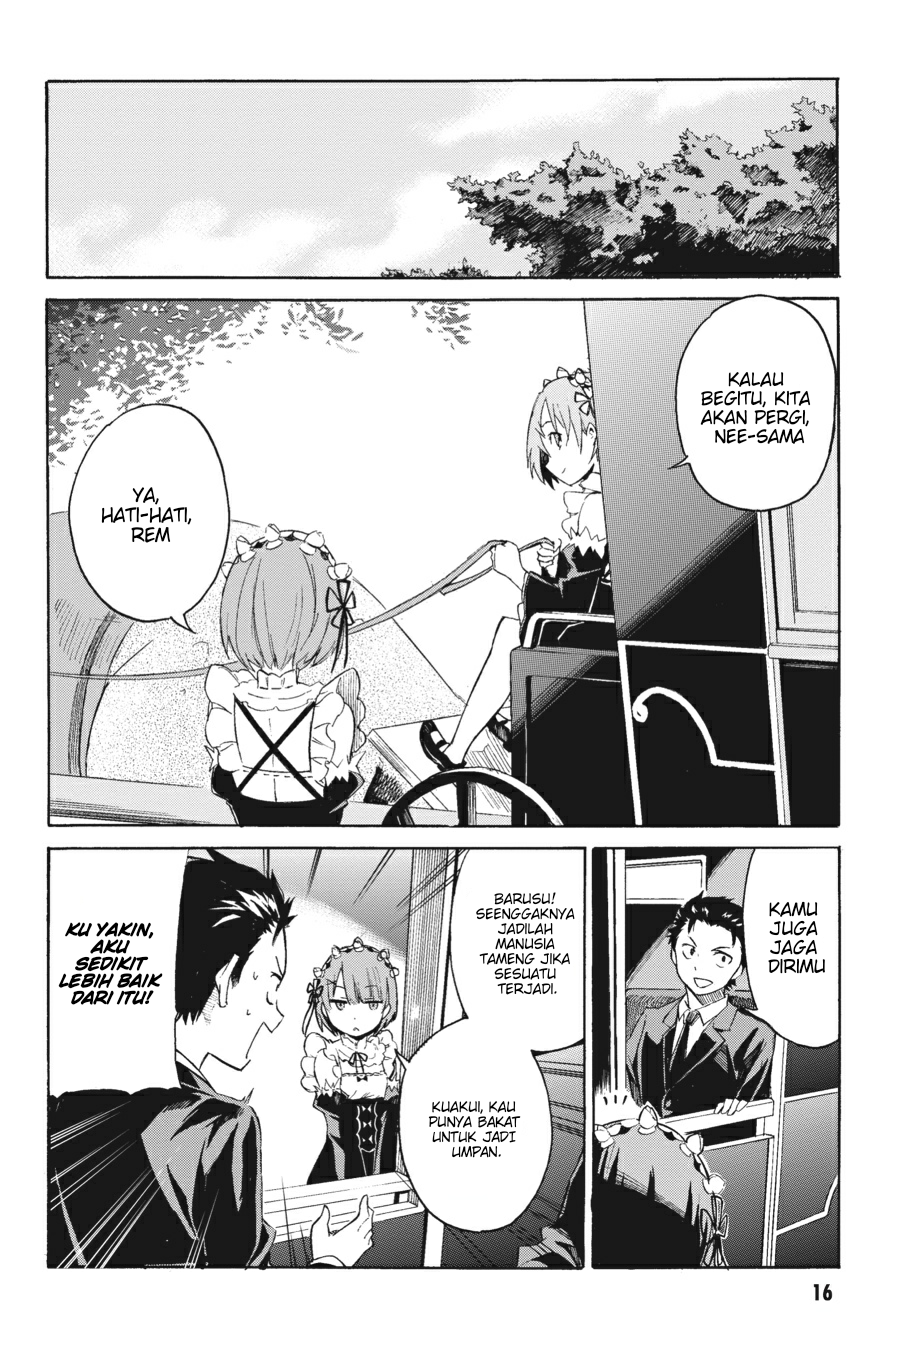 KALAU
BEGITU, KITA
AKAN PERGI,
NEE-SAMA
YA,
HATI-HATI,
REM
KAMU
JUGA
JAGA
DIRIMU
BARUSU!
SEENGGAKNYA
JADILAH
MANUSIA
TAMENG JIKA
SESUATU
TERJADI.
KUAKUI, KAU
PUNYA BAKAT
UNTUK JADI
UMPAN.
KU YAKIN,
AKU
SEDIKIT
LEBIH BAIK
DARI ITU!
16